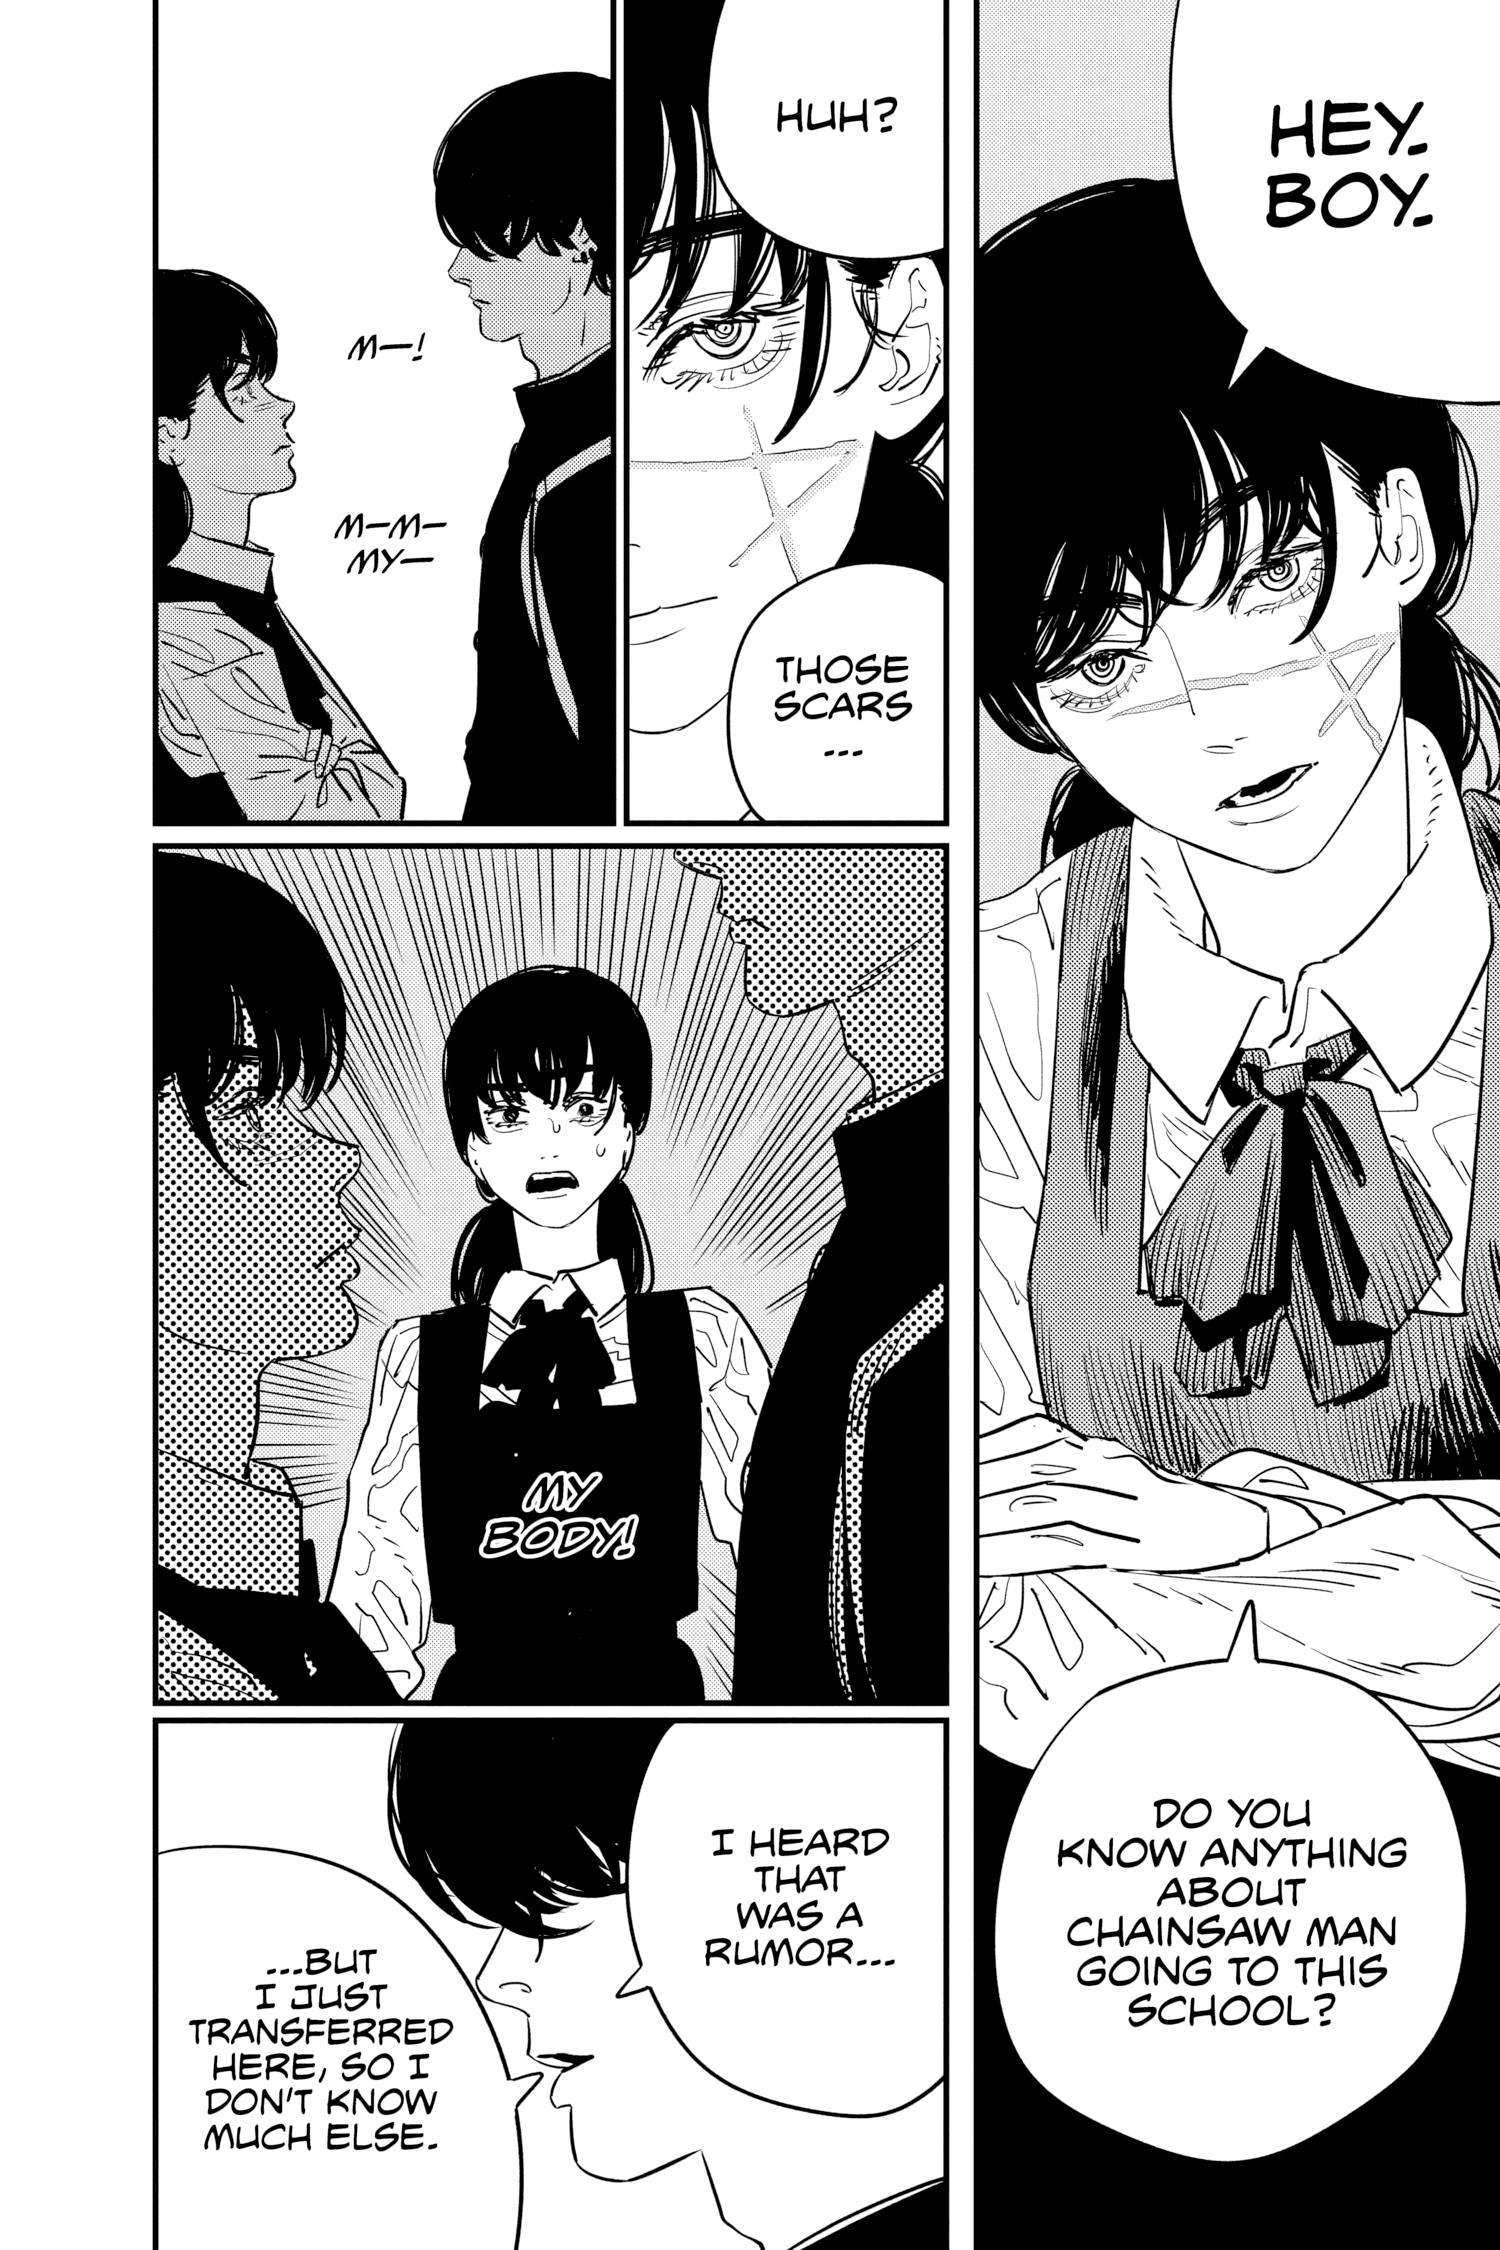 HEY.
BOY.
DO YOU
KNOW ANYTHING
ABOUT
CHAINSAW MAN
GOING TO THIS
SCHOOL?
HUH?
THOSE
SCARS
...
M—!
M—M—
MY—
MY
BODY!
I HEARD
THAT
WAS A
RUMOR...
...BUT
I JUST
TRANSFERRED
HERE, SO I
DON'T KNOW
MUCH ELSE.